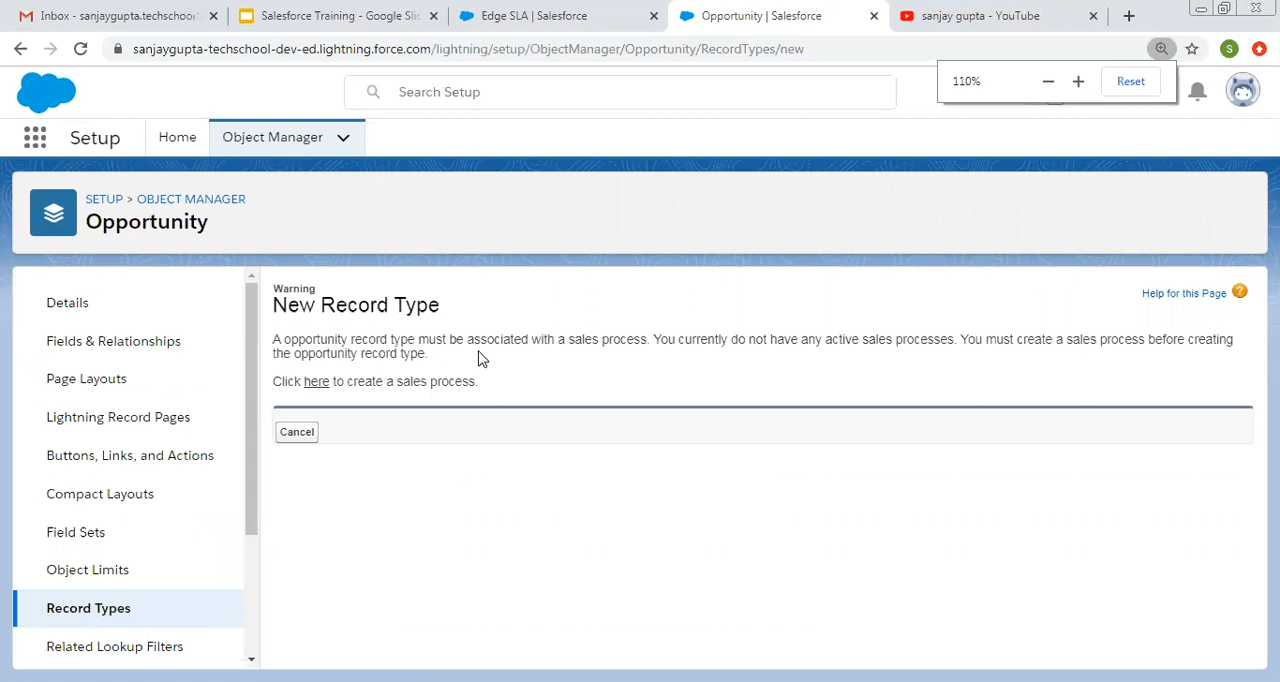 Inbox - sanjaygupta.techschool
Salesforce Training - Google Slid
Edge SLA | Salesforce
Opportunity | Salesforce
sanjay gupta - YouTube
sanjaygupta-techschool-dev-ed.lightning.force.com/lightning/setup/ObjectManager/Opportunity/RecordTypes/new
S
110%
Reset
Search Setup
Setup
Home
Object Manager
SETUP > OBJECT MANAGER
Opportunity
Details
Fields & Relationships
Page Layouts
Lightning Record Pages
Buttons, Links, and Actions
Compact Layouts
Field Sets
Object Limits
Record Types
Related Lookup Filters
Warning
New Record Type
Help for this Page ?
A opportunity record type must be associated with a sales process. You currently do not have any active sales processes. You must create a sales process before creating
the opportunity record type.
Click here to create a sales process.
Cancel